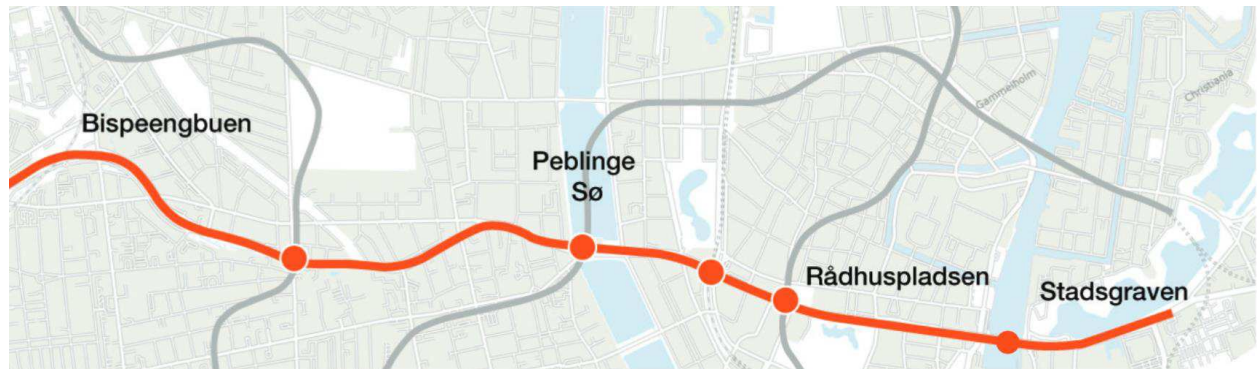 Bispeengbuen
Peblinge
Sø
Rådhuspladsen
Stadsgraven
Gammelholm
Christiania